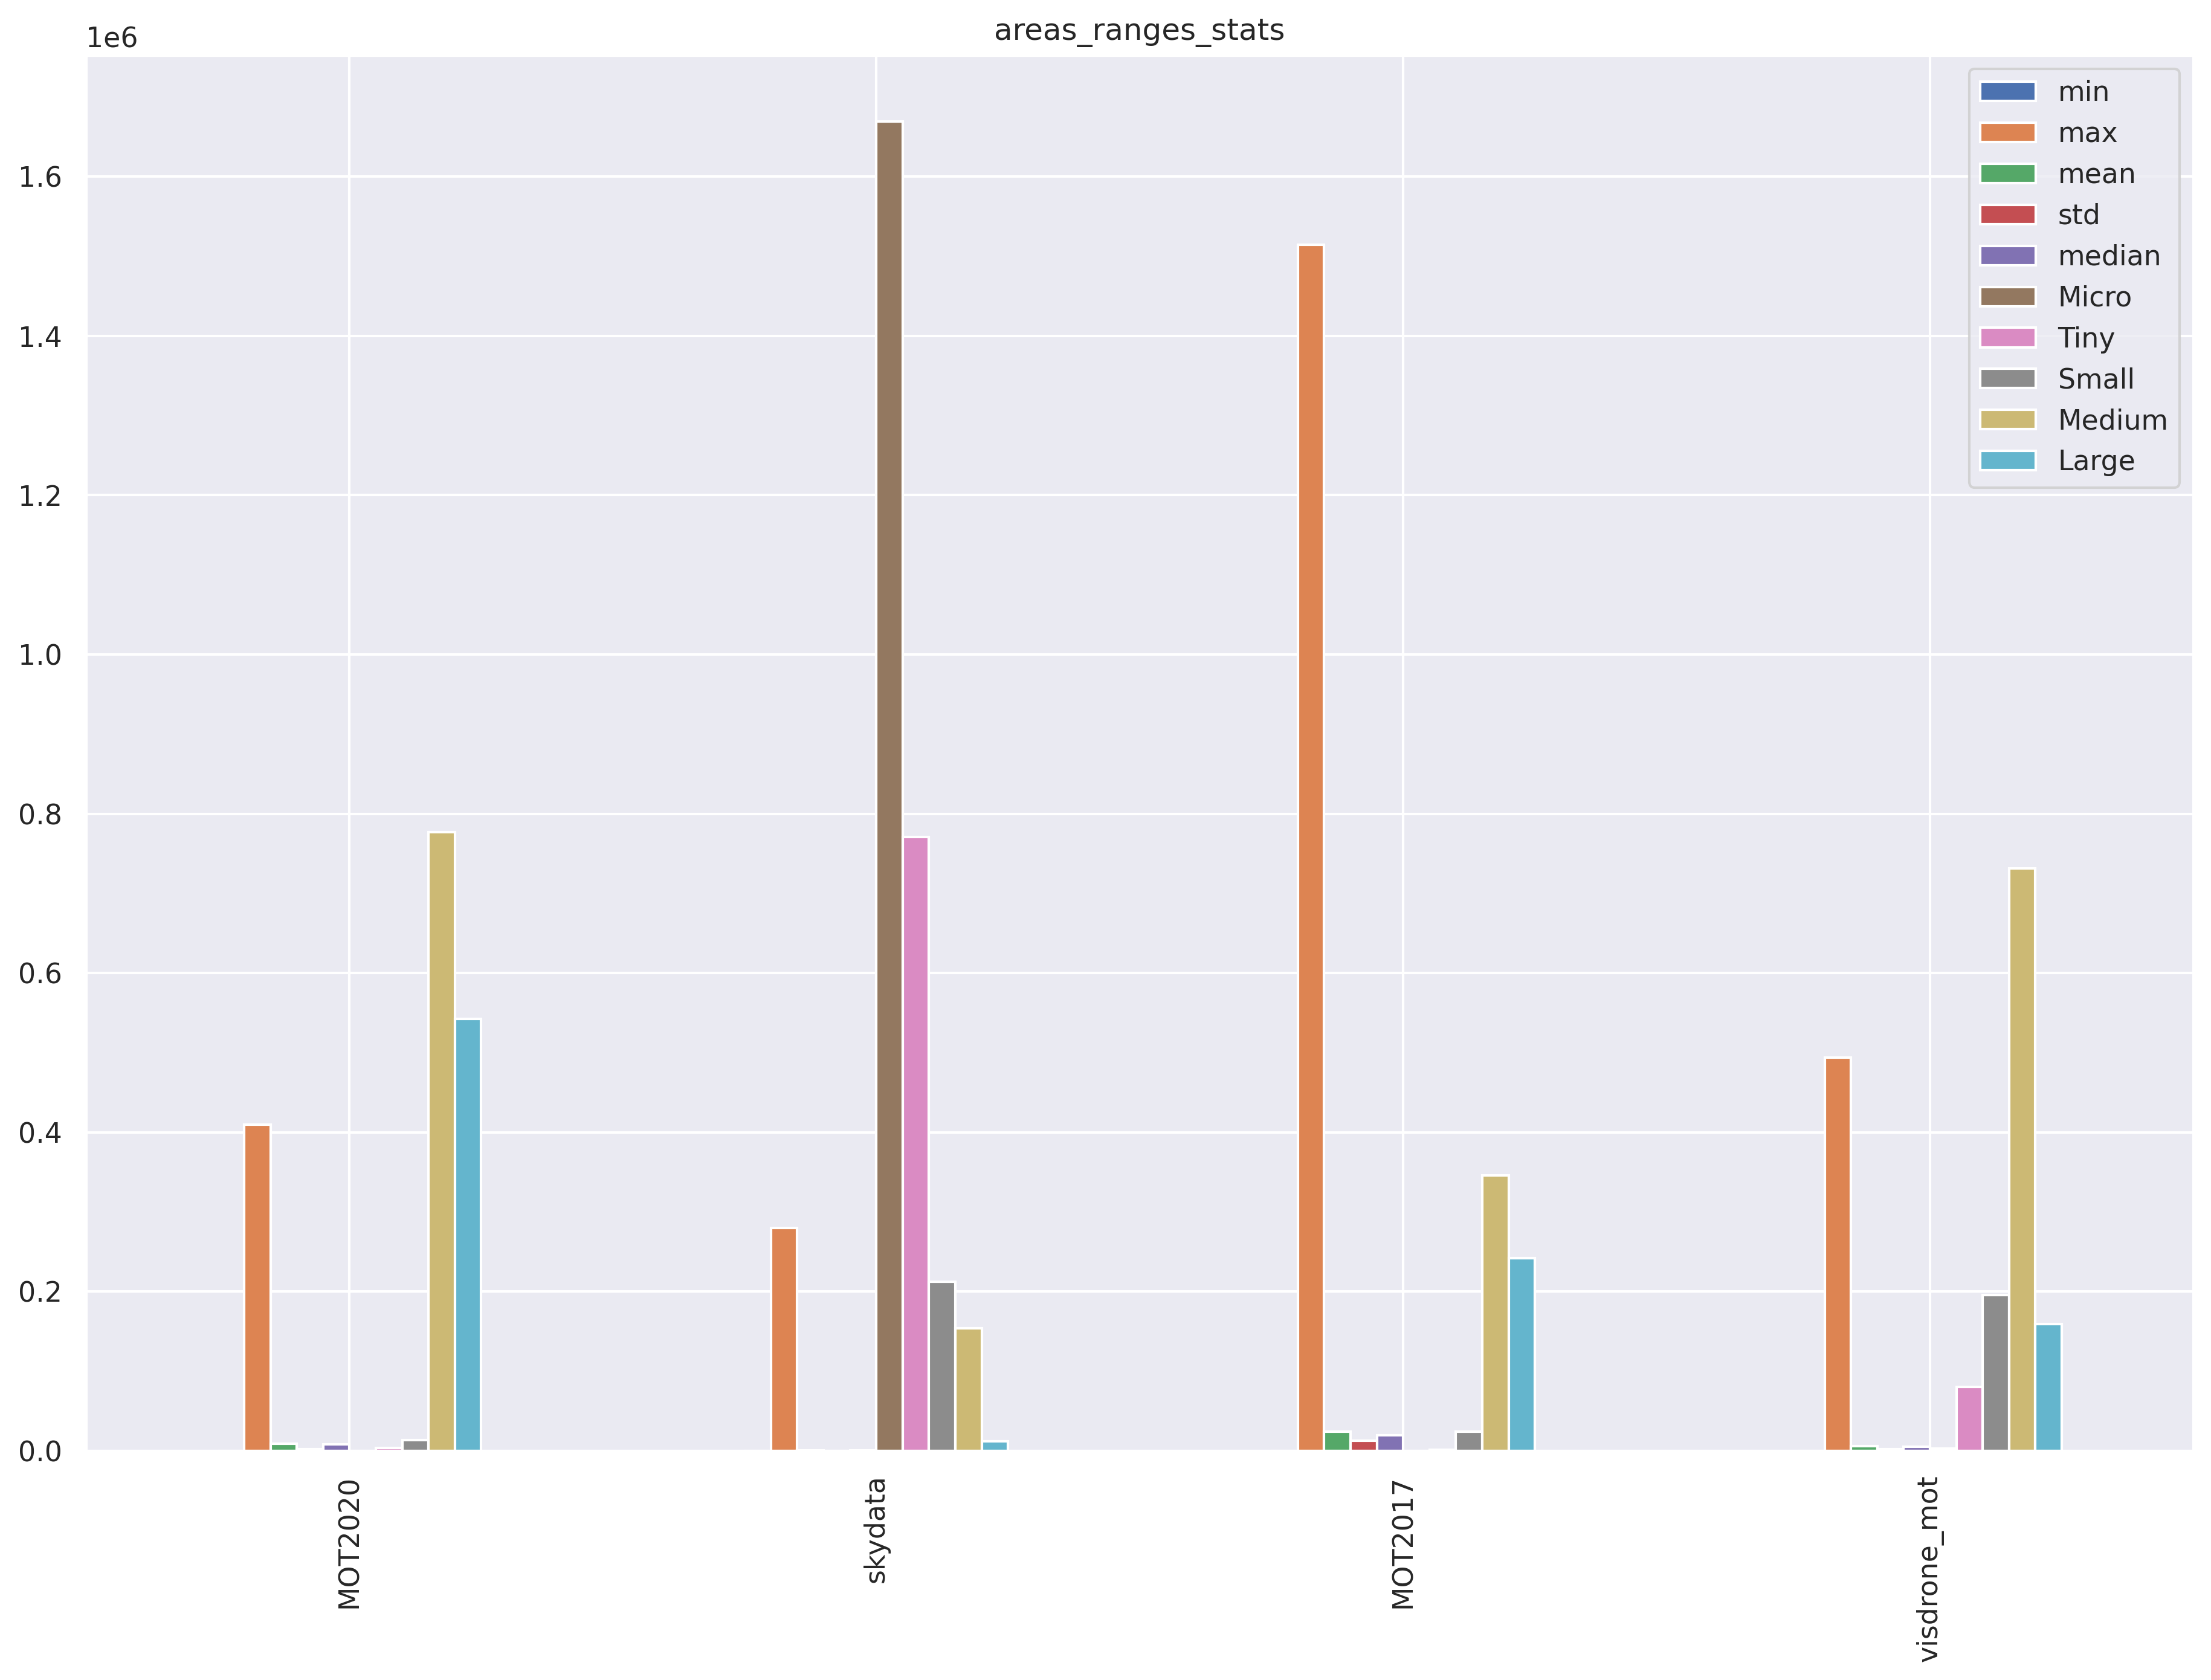 areas_ranges_stats
1e6
1.6
1.4
1.2
1.0
0.8
0.6
0.4
0.2
0.0
min
max
mean
std
median
Micro
Tiny
Small
Medium
Large
MOT2020
skydata
MOT2017
visdrone_mot